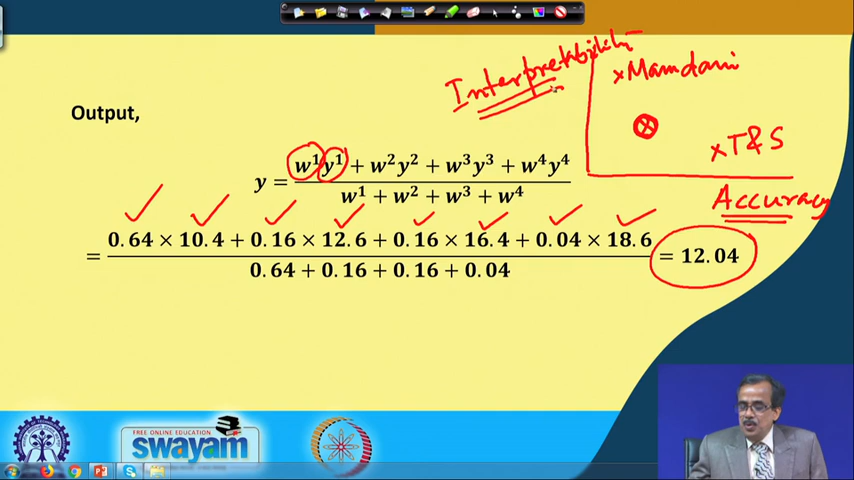 Interpretability
xMamdani
Output,
xT&S
y = w¹y¹ + w²y² + w³y³ + w⁴y⁴ / w¹ + w² + w³ + w⁴
Accuracy
= 0.64 × 10.4 + 0.16 × 12.6 + 0.16 × 16.4 + 0.04 × 18.6 / 0.64 + 0.16 + 0.16 + 0.04 = 12.04
FREE ONLINE EDUCATION
swayam